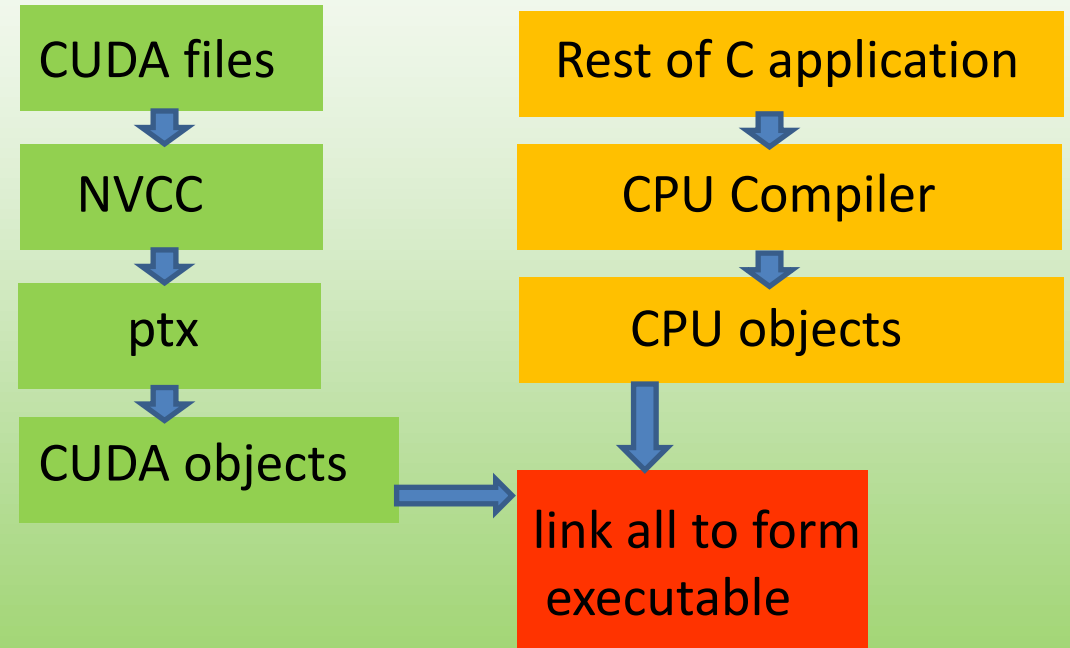 CUDA files
NVCC
ptx
CUDA objects
Rest of C application
CPU Compiler
CPU objects
link all to form
executable